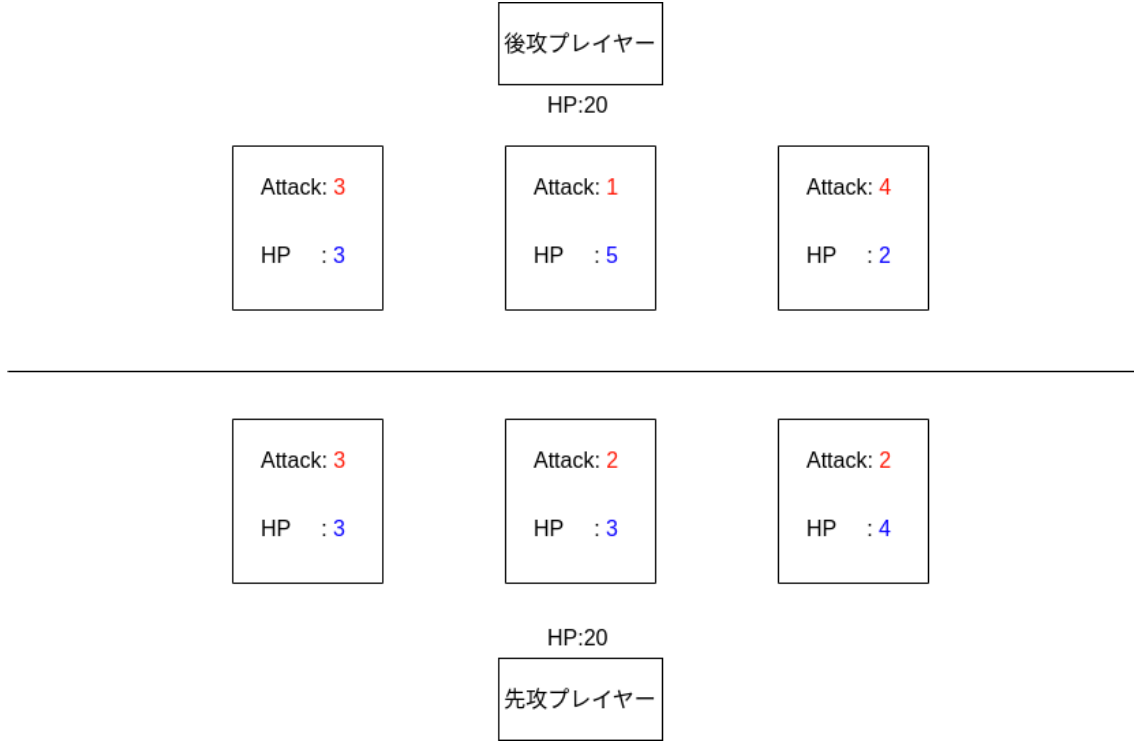 後攻プレイヤー
HP:20
Attack: 3
HP : 3
Attack: 1
HP : 5
Attack: 4
HP : 2
Attack: 3
HP : 3
Attack: 2
HP : 3
Attack: 2
HP : 4
HP:20
先攻プレイヤー